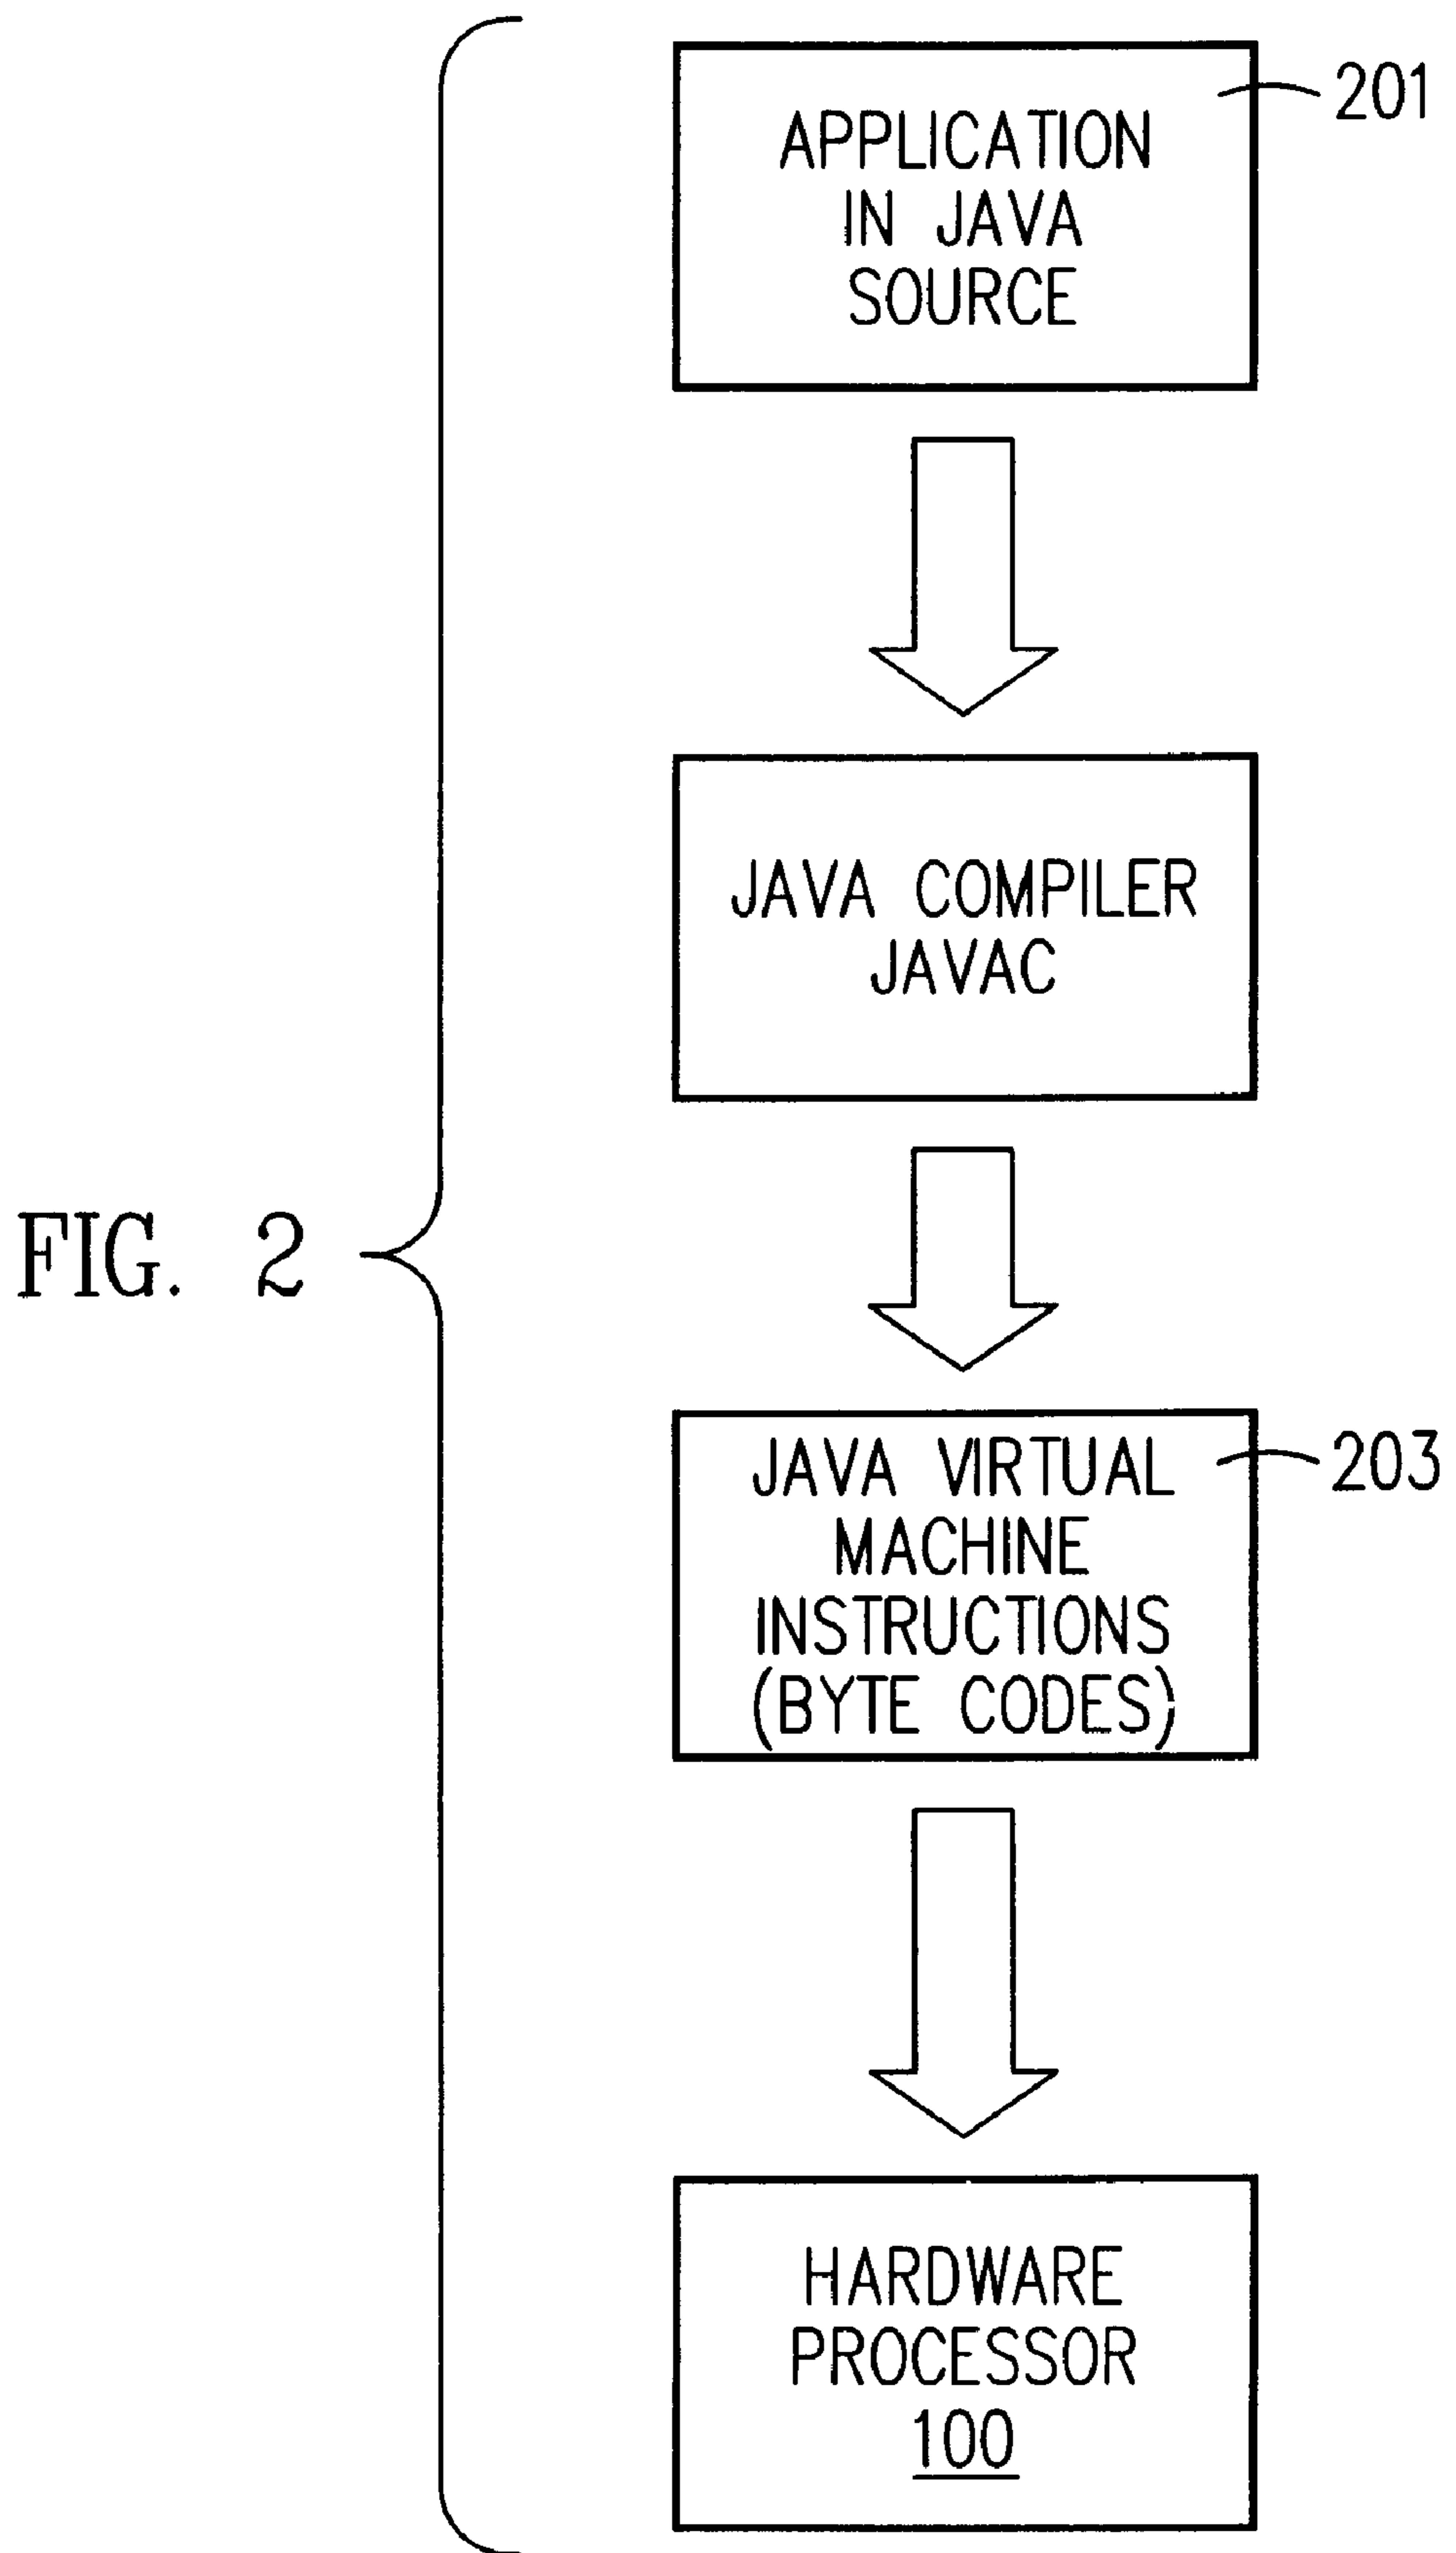 201
APPLICATION
IN JAVA
SOURCE
JAVA COMPILER
JAVAC
FIG. 2
203
JAVA VIRTUAL
MACHINE
INSTRUCTIONS
(BYTE CODES)
HARDWARE
PROCESSOR
100